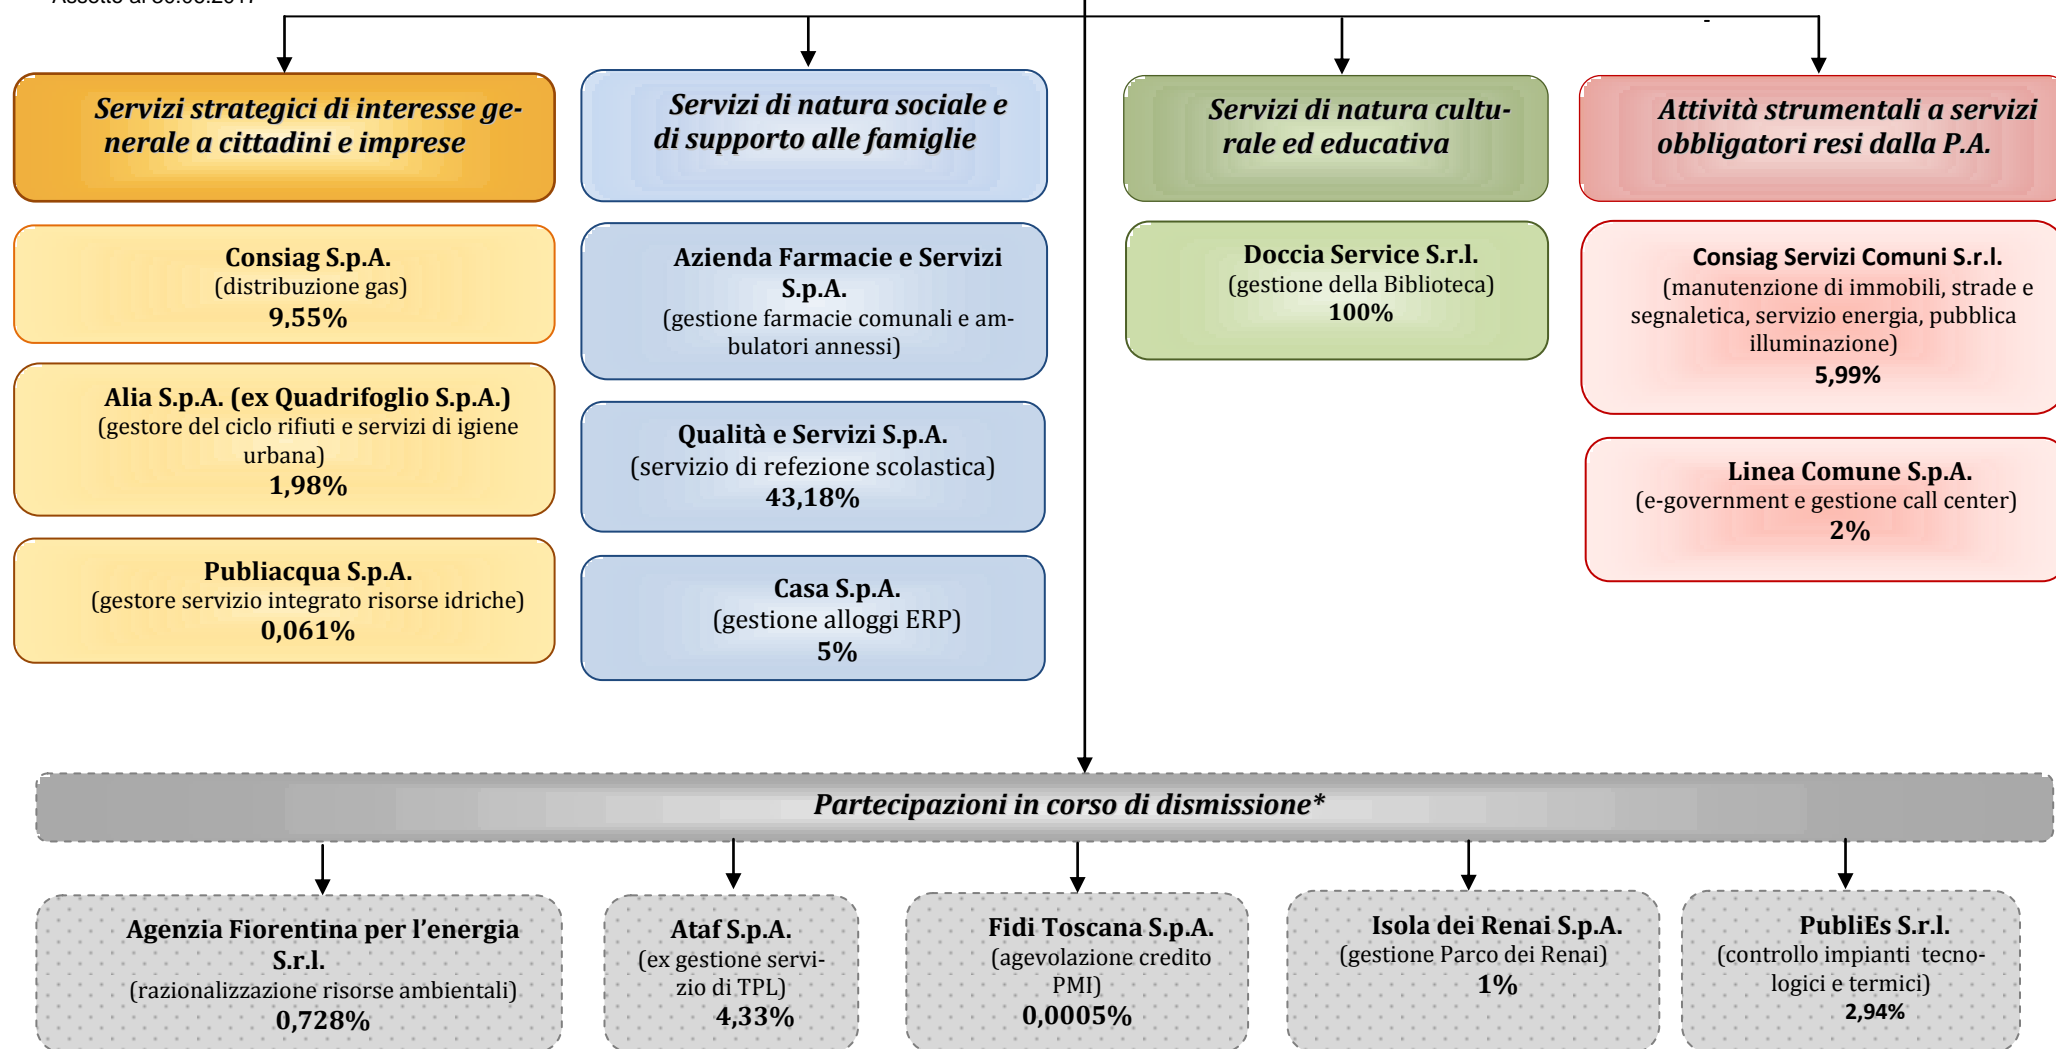 Servizi strategici di interesse ge-
nerale a cittadini e imprese
Consiag S.p.A.
(distribuzione gas)
9,55%
Alia S.p.A. (ex Quadrifoglio S.p.A.)
(gestore del ciclo rifiuti e servizi di igiene
urbana)
1,98%
Publiacqua S.p.A.
(gestore servizio integrato risorse idriche)
0,061%
Servizi di natura sociale e
di supporto alle famiglie
Azienda Farmacie e Servizi
S.p.A.
(gestione farmacie comunali e am-
bulatori annessi)
Qualità e Servizi S.p.A.
(servizio di refezione scolastica)
43,18%
Casa S.p.A.
(gestione alloggi ERP)
5%
Servizi di natura cultu-
rale ed educativa
Doccia Service S.r.l.
(gestione della Biblioteca)
100%
Attività strumentali a servizi
obbligatori resi dalla P.A.
Consiag Servizi Comuni S.r.l.
(manutenzione di immobili, strade e
segnaletica, servizio energia, pubblica
illuminazione)
5,99%
Linea Comune S.p.A.
(e-government e gestione call center)
2%
Partecipazioni in corso di dismissione*
Agenzia Fiorentina per l'energia
S.r.l.
(razionalizzazione risorse ambientali)
0,728%
Ataf S.p.A.
(ex gestione servi-
zio di TPL)
4,33%
Fidi Toscana S.p.A.
(agevolazione credito
PMI)
0,0005%
Isola dei Renai S.p.A.
(gestione Parco dei Renai)
1%
PubliEs S.r.l.
(controllo impianti tecno-
logici e termici)
2,94%